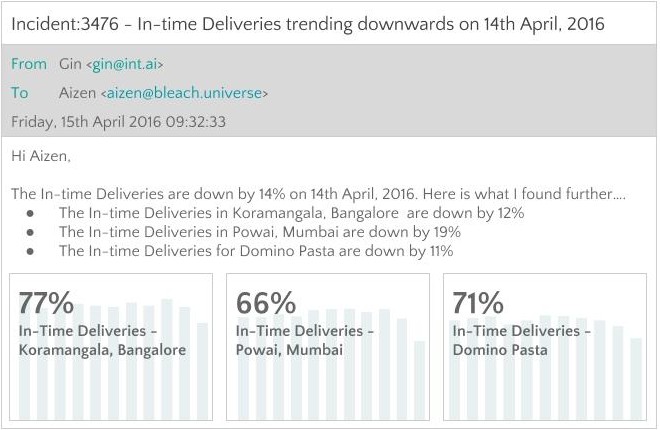 Incident:3476 - In-time Deliveries trending downwards on 14th April, 2016
From Gin <gin@int.ai>
To Aizen <aizen@bleach.universe>
Friday, 15th April 2016 09:32:33
Hi Aizen,
The In-time Deliveries are down by 14% on 14th April, 2016. Here is what I found further....
● The In-time Deliveries in Koramangala, Bangalore are down by 12%
● The In-time Deliveries in Powai, Mumbai are down by 19%
● The In-time Deliveries for Domino Pasta are down by 11%
77%
In-Time Deliveries -
Koramangala, Bangalore
66%
In-Time Deliveries -
Powai, Mumbai
71%
In-Time Deliveries -
Domino Pasta